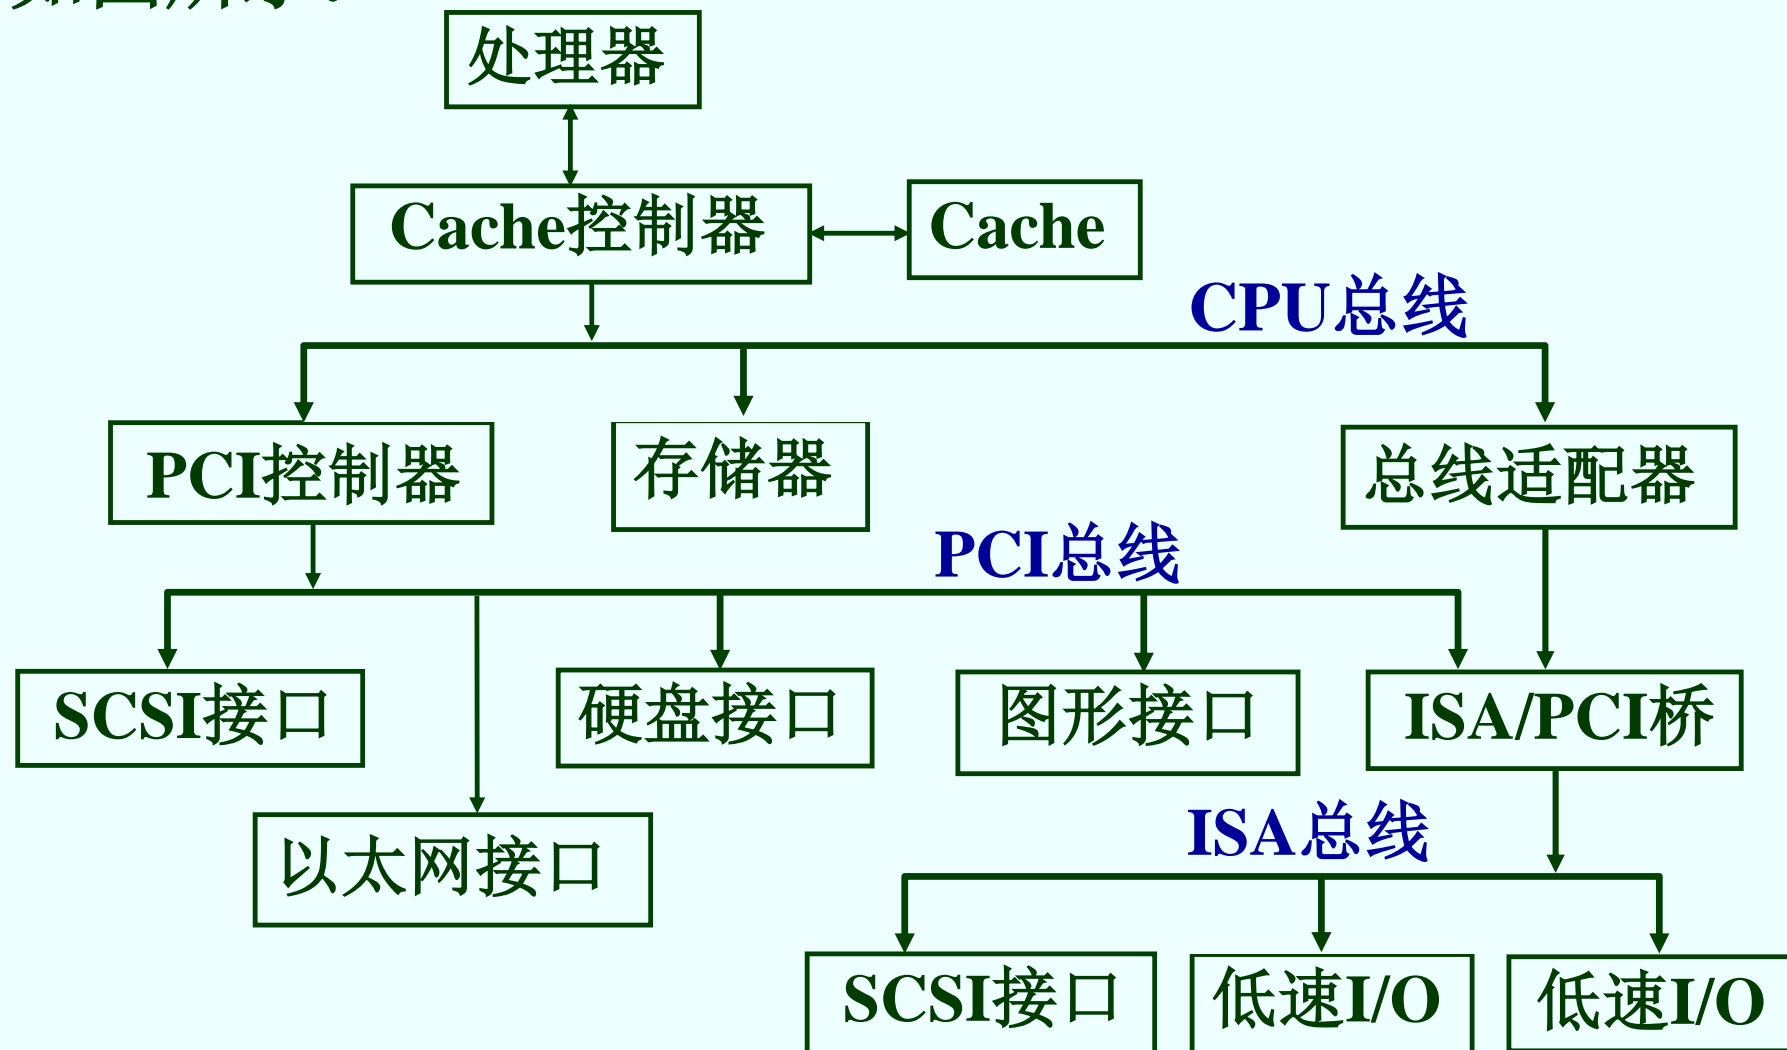 如图所示：
处理器
Cache控制器
Cache
CPU总线
PCI控制器
存储器
总线适配器
PCI总线
SCSI接口
硬盘接口
图形接口
ISA/PCI桥
以太网接口
ISA总线
SCSI接口
低速I/O
低速I/O